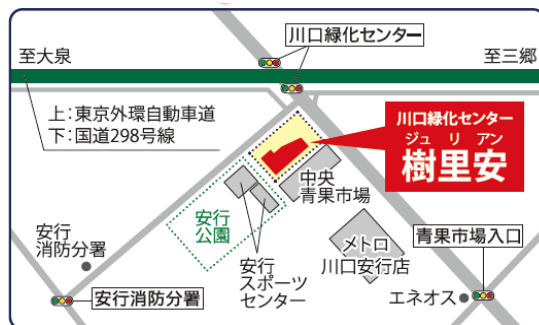 川口緑化センター
至大泉
至三郷
上:東京外環自動車道
下:国道298号線
川口緑化センター
ジュリアン
樹里安
中央
青果市場
安行
公園
安行
消防分署
安行
スポーツ
センター
メトロ
川口安行店
青果市場入口
安行消防分署
エネオス